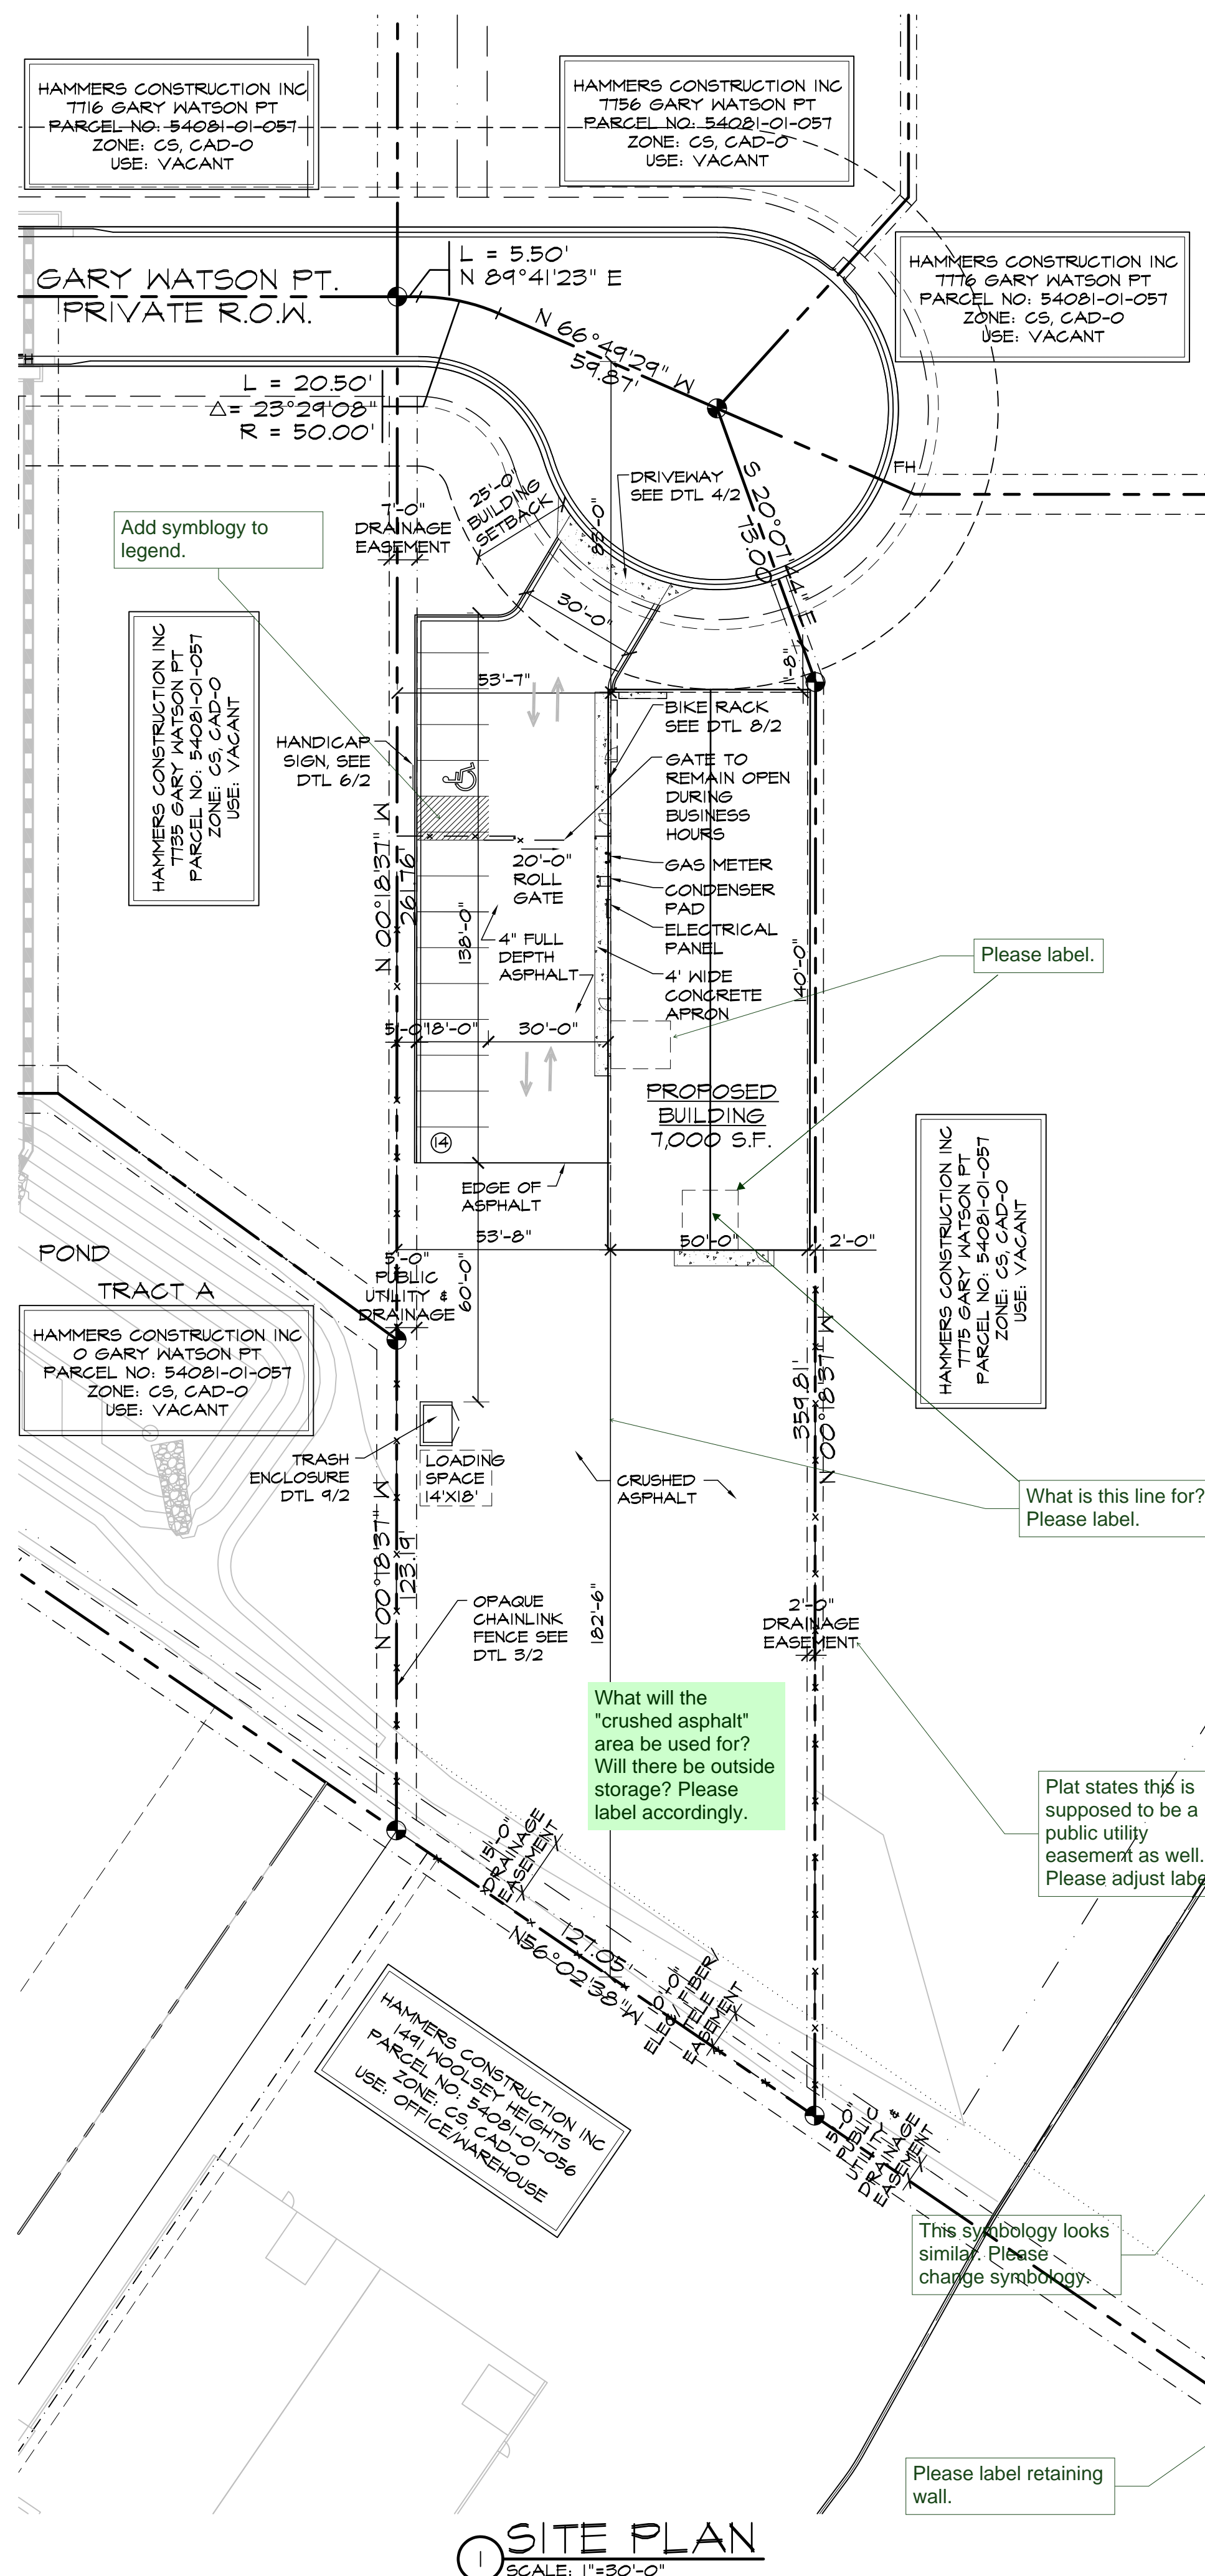 HAMMERS CONSTRUCTION INC
7716 GARY WATSON PT
PARCEL NO: 54081-01-057
ZONE: CS, CAD-O
USE: VACANT
HAMMERS CONSTRUCTION INC
7756 GARY WATSON PT
PARCEL NO: 54081-01-057
ZONE: CS, CAD-O
USE: VACANT
HAMMERS CONSTRUCTION INC
7776 GARY WATSON PT
PARCEL NO: 54081-01-057
ZONE: CS, CAD-O
USE: VACANT
GARY WATSON PT.
PRIVATE R.O.W.
L = 5.50'
N 89°41'23" E
N 66°49'29" W
59.87'
L = 20.50'
Δ= 23°29'08"
R = 50.00'
FH
S 20°07'14" E
73.00'
DRIVEWAY
SEE DTL 4/2
25'-0"
BUILDING
SETBACK
83'-0"
7'-0"
DRAINAGE
EASEMENT
Add symblogy to
legend.
30'-0"
HAMMERS CONSTRUCTION INC
7735 GARY WATSON PT
PARCEL NO: 54081-01-057
ZONE: CS, CAD-O
USE: VACANT
53'-7"
1'-8"
BIKE RACK
SEE DTL 8/2
HANDICAP
SIGN, SEE
DTL 6/2
GATE TO
REMAIN OPEN
DURING
BUSINESS
HOURS
N 00°18'37" W
261.76'
20'-0"
ROLL
GATE
GAS METER
CONDENSER
PAD
ELECTRICAL
PANEL
138'-0"
4" FULL
DEPTH
ASPHALT
4' WIDE
CONCRETE
APRON
140'-0"
Please label.
5'-0"
18'-0"
30'-0"
PROPOSED
BUILDING
7,000 S.F.
14
EDGE OF
ASPHALT
53'-8"
50'-0"
2'-0"
HAMMERS CONSTRUCTION INC
7775 GARY WATSON PT
PARCEL NO: 54081-01-057
ZONE: CS, CAD-O
USE: VACANT
POND
TRACT A
HAMMERS CONSTRUCTION INC
0 GARY WATSON PT
PARCEL NO: 54081-01-057
ZONE: CS, CAD-O
USE: VACANT
5'-0"
PUBLIC
UTILITY &
DRAINAGE
60'-0"
359.81'
N 00°18'37" W
TRASH
ENCLOSURE
DTL 9/2
LOADING
SPACE
14'X18'
CRUSHED
ASPHALT
What is this line for?
Please label.
N 00°18'37" W
123.19'
OPAQUE
CHAINLINK
FENCE SEE
DTL 3/2
182'-6"
2'-0"
DRAINAGE
EASEMENT
What will the
"crushed asphalt"
area be used for?
Will there be outside
storage? Please
label accordingly.
Plat states this is
supposed to be a
public utility
easement as well.
Please adjust labe
15'-0"
DRAINAGE
EASEMENT
127.05'
N56°02'38"W
ELEC/FIBER/
TELE
EASEMENT
HAMMERS CONSTRUCTION INC
1491 WOOLSEY HEIGHTS
PARCEL NO: 54081-01-056
ZONE: CS, CAD-O
USE: OFFICE/WAREHOUSE
PUBLIC
UTILITY &
DRAINAGE
EASEMENT
This symbology looks
similar. Please
change symbology.
Please label retaining
wall.
1
SITE PLAN
SCALE: 1"=30'-0"